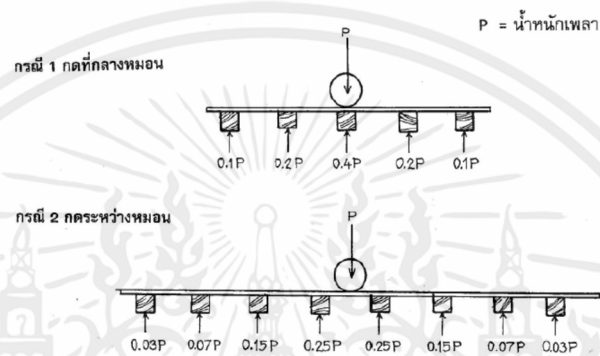 P = น้ำหนักเพลา
P
กรณี 1 กดที่กลางหมอน
0.1P 0.2P 0.4P 0.2P 0.1P
กรณี 2 กดระหว่างหมอน
P
0.03P 0.07P 0.15P 0.25P 0.25P 0.15P 0.07P 0.03P